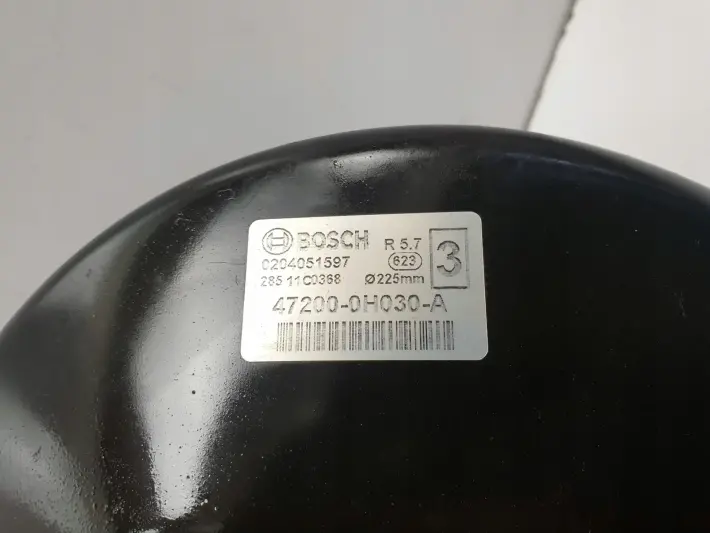 BOSCH R 5.7 3
0204051597 623
285 11C0368 Ø225mm
47200-0H030-A